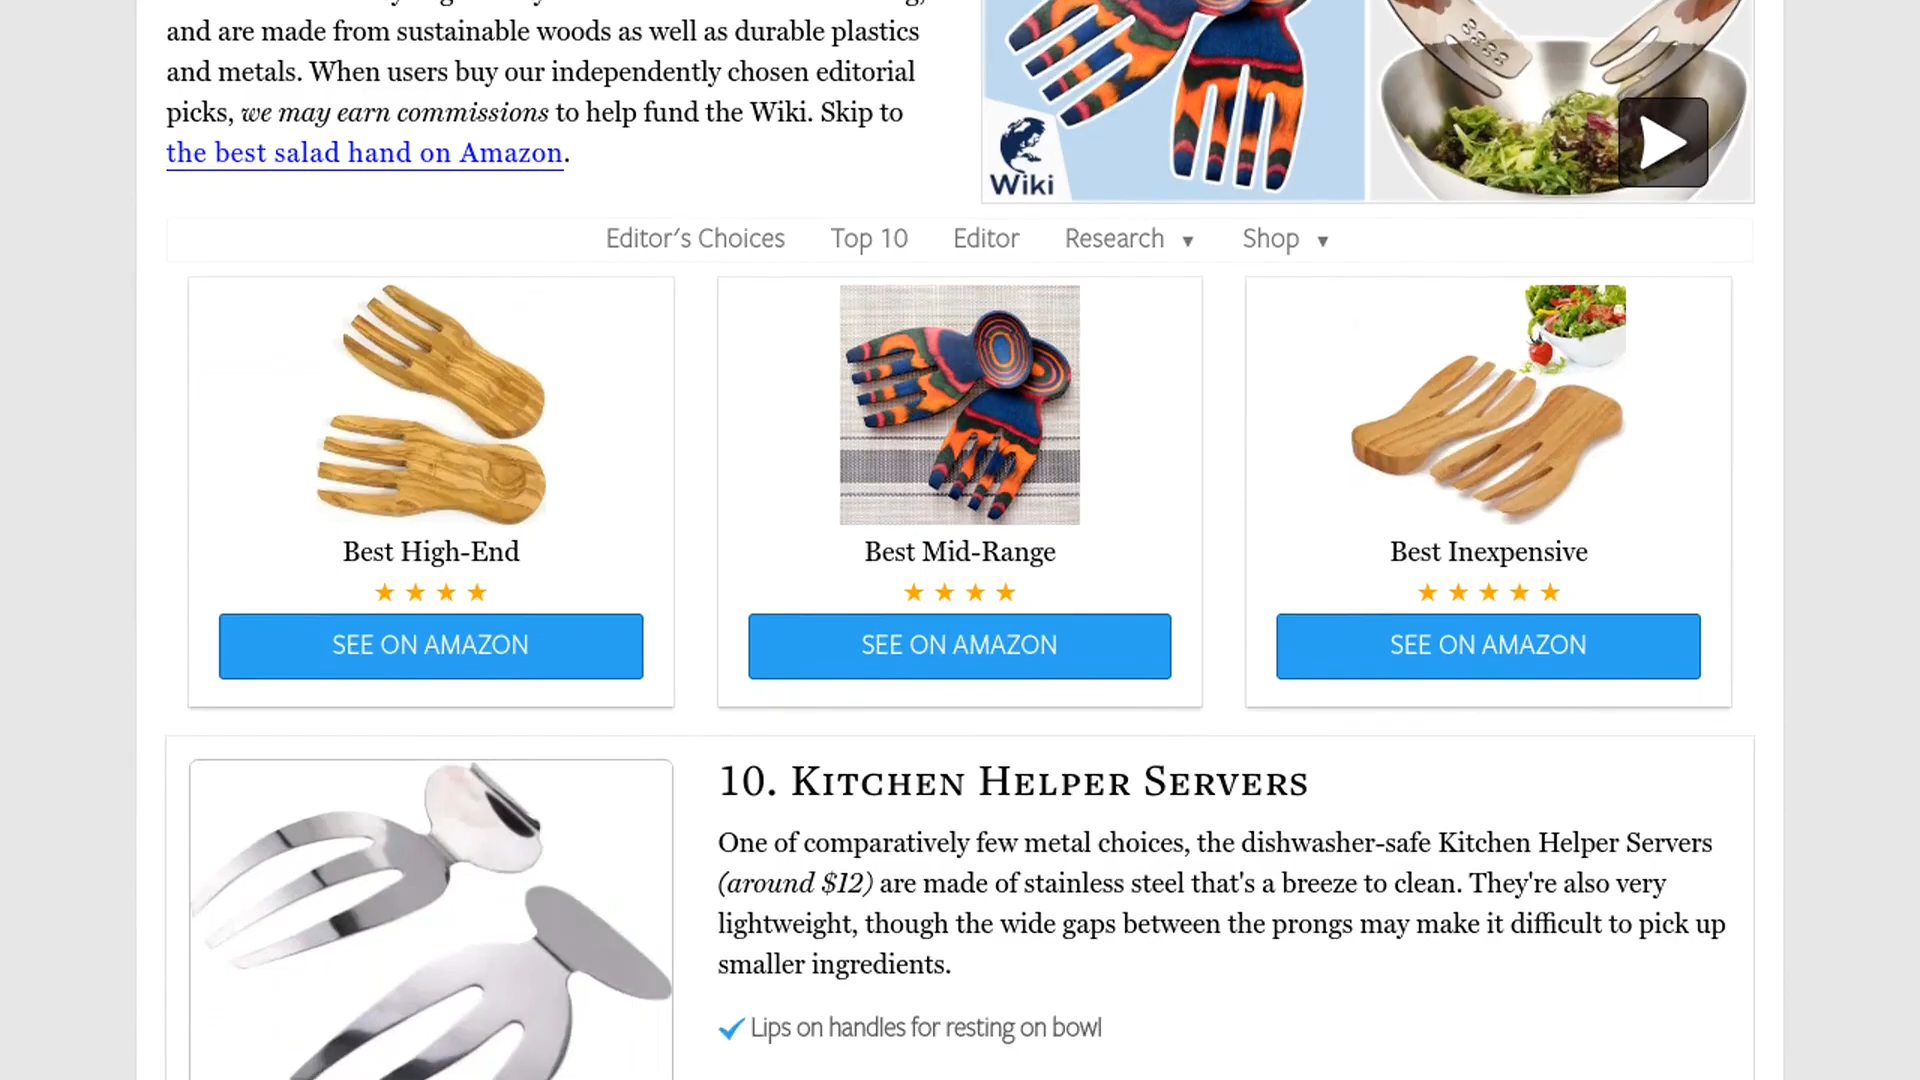 and are made from sustainable woods as well as durable plastics
and metals. When users buy our independently chosen editorial
picks, we may earn commissions to help fund the Wiki. Skip to
the best salad hand on Amazon.
Wiki
Editor's Choices Top 10 Editor Research ▼ Shop ▼
Best High-End
★ ★ ★ ★
SEE ON AMAZON
Best Mid-Range
★ ★ ★ ★
SEE ON AMAZON
Best Inexpensive
★ ★ ★ ★ ★
SEE ON AMAZON
10. Kitchen Helper Servers
One of comparatively few metal choices, the dishwasher-safe Kitchen Helper Servers
(around $12) are made of stainless steel that's a breeze to clean. They're also very
lightweight, though the wide gaps between the prongs may make it difficult to pick up
smaller ingredients.
Lips on handles for resting on bowl